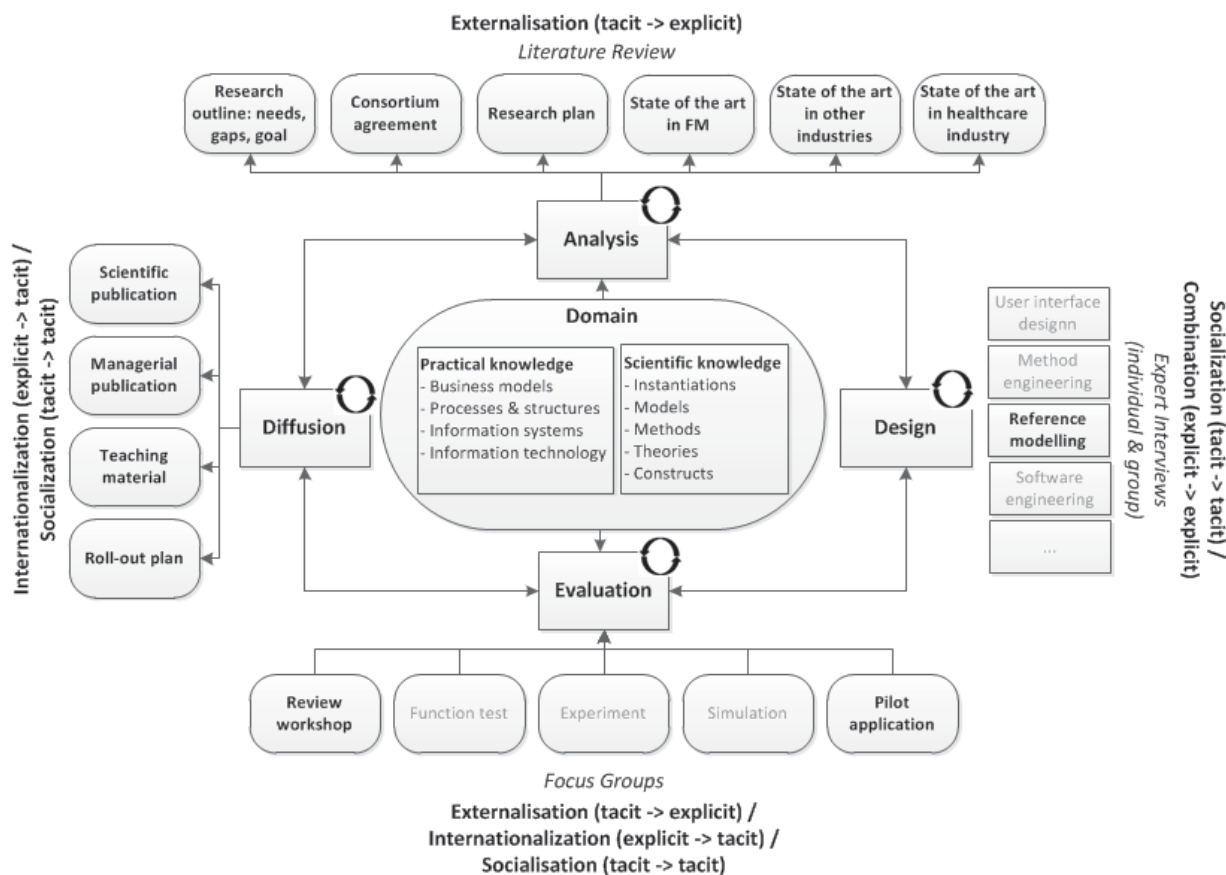 Externalisation (tacit -> explicit)
Literature Review
Research
outline: needs,
gaps, goal
Consortium
agreement
Research plan
State of the art
in FM
State of the art
in other
industries
State of the art
in healthcare
industry
Analysis
Internationalization (explicit -> tacit) /
Socialization (tacit -> tacit)
Scientific
publication
Managerial
publication
Teaching
material
Roll-out plan
Diffusion
Domain
Practical knowledge
- Business models
- Processes & structures
- Information systems
- Information technology
Scientific knowledge
- Instantiations
- Models
- Methods
- Theories
- Constructs
Design
User interface
designn
Method
engineering
Reference
modelling
Software
engineering
...
Expert Interviews
(individual & group)
Socialization (tacit -> tacit) /
Combination (explicit -> explicit)
Evaluation
Review
workshop
Function test
Experiment
Simulation
Pilot
application
Focus Groups
Externalisation (tacit -> explicit) /
Internationalization (explicit -> tacit) /
Socialisation (tacit -> tacit)